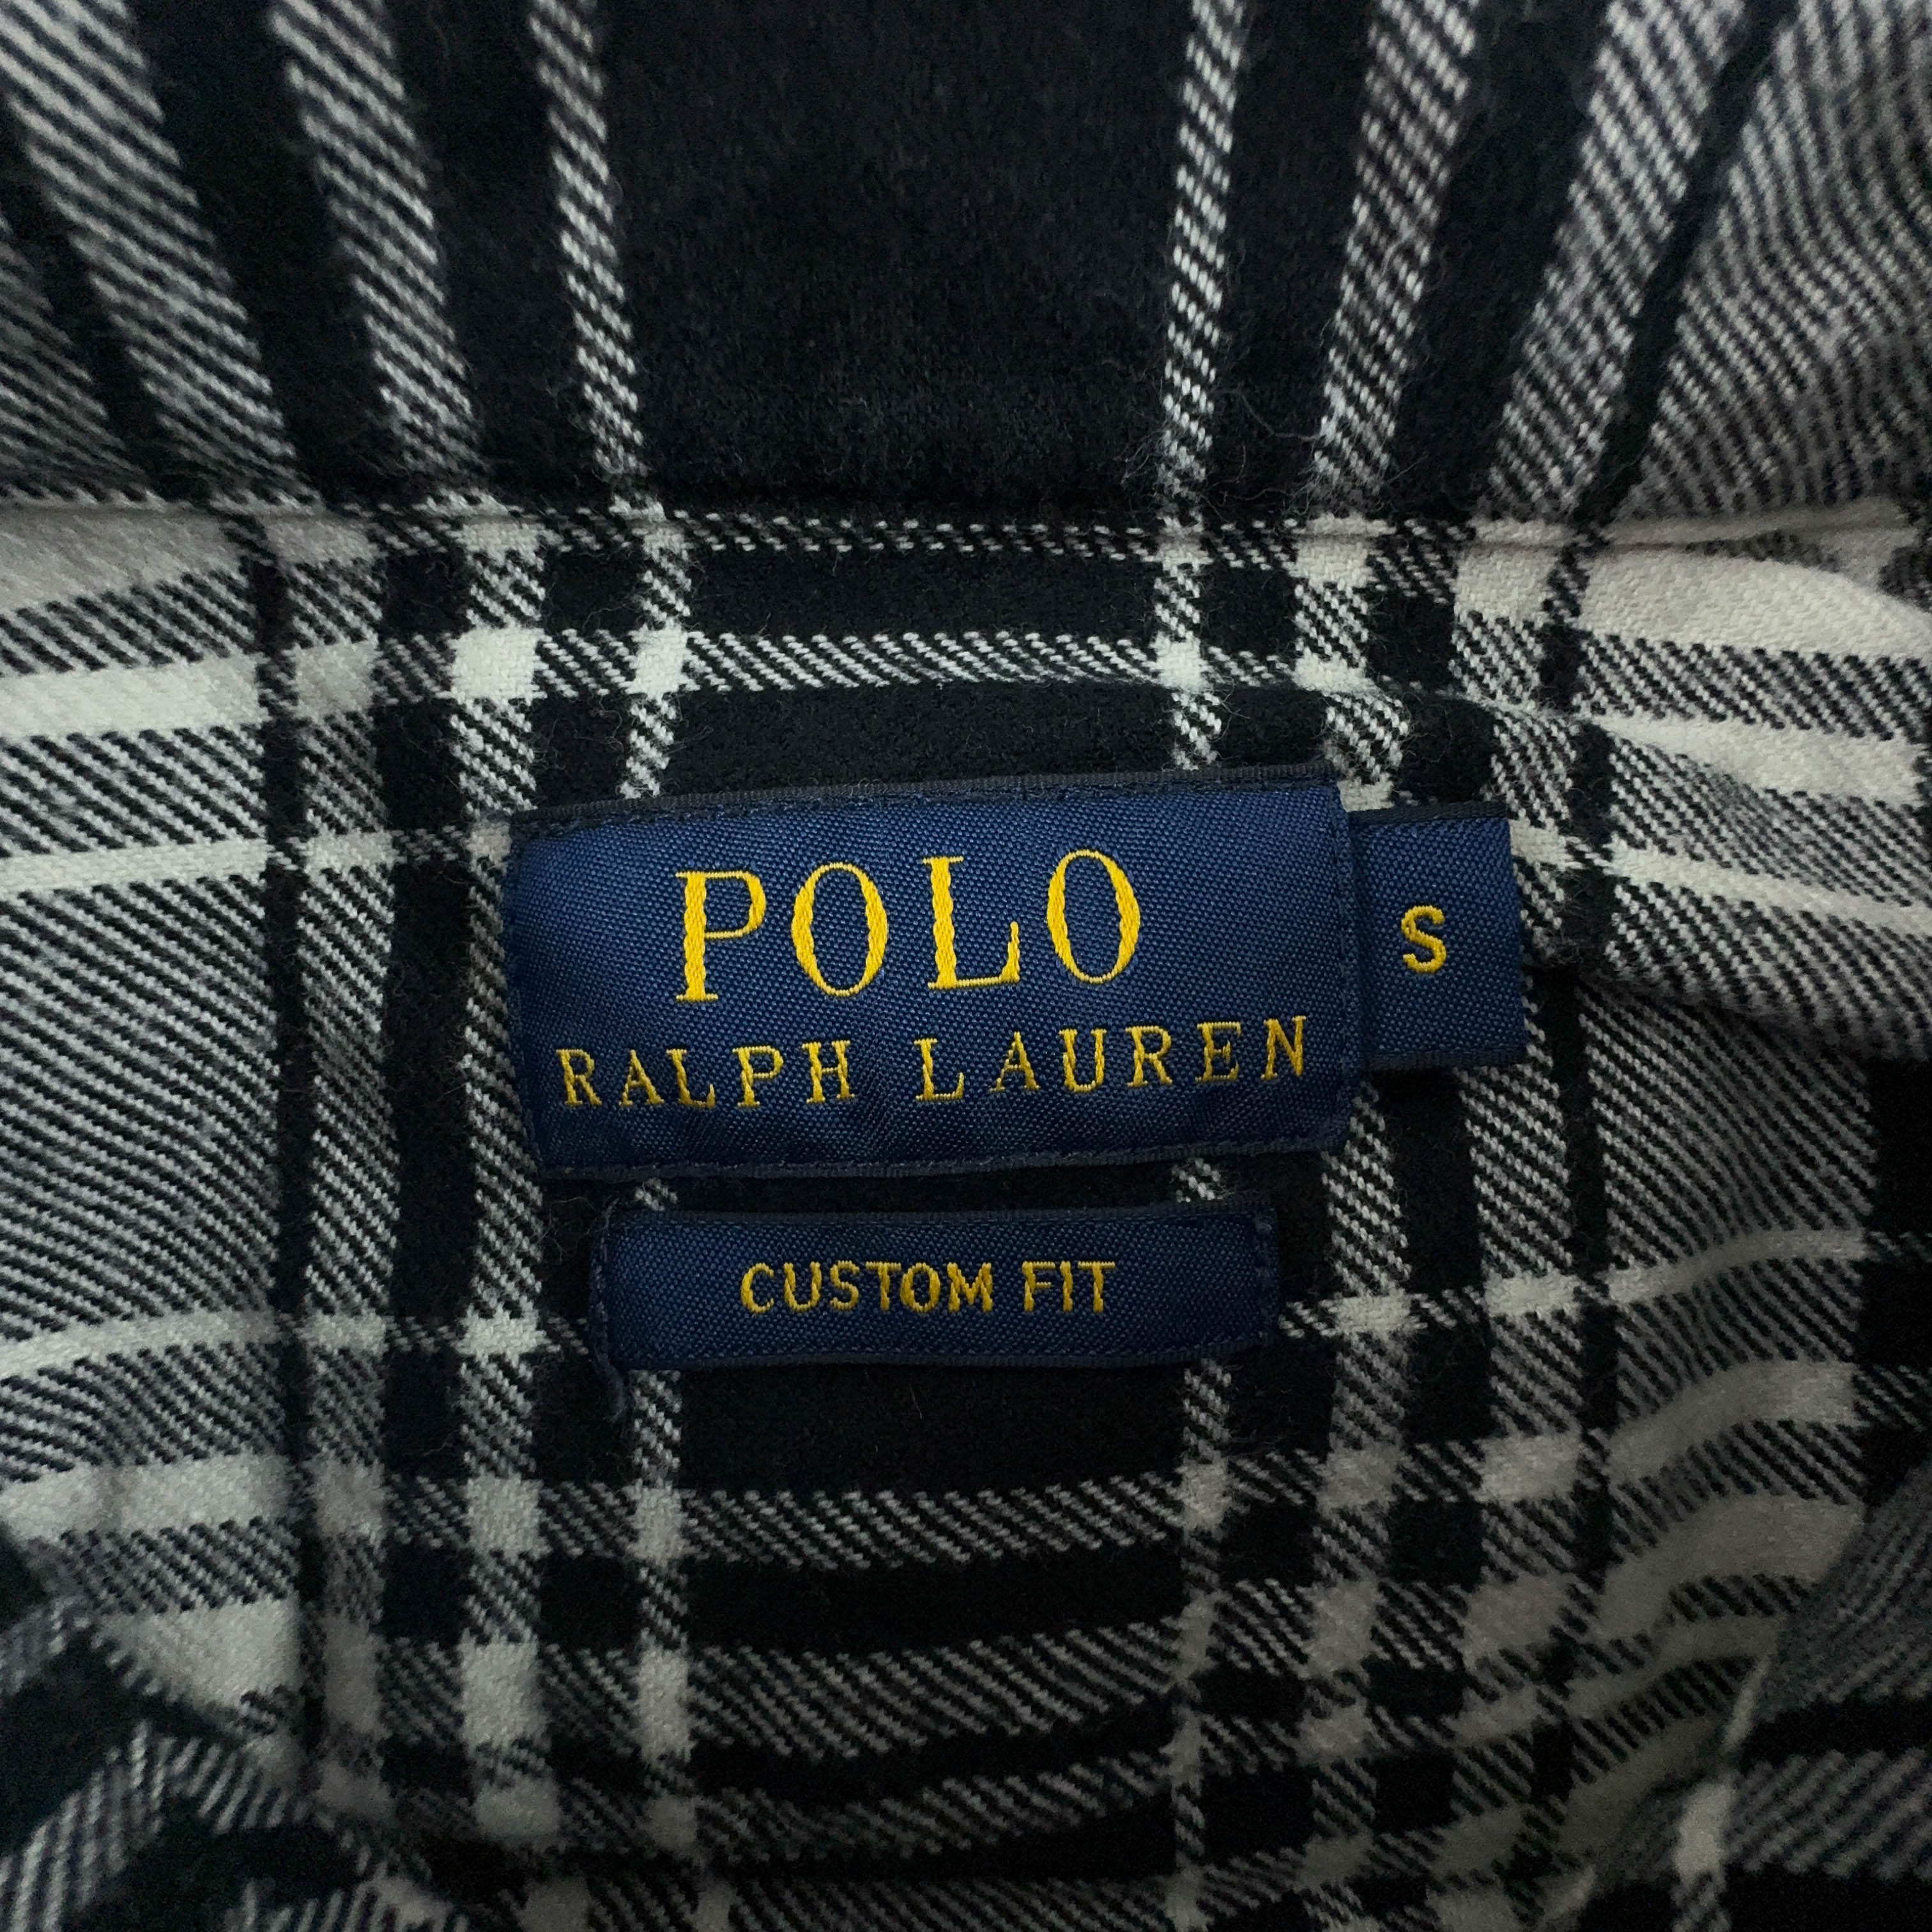 POLO
RALPH LAUREN
S
CUSTOM FIT